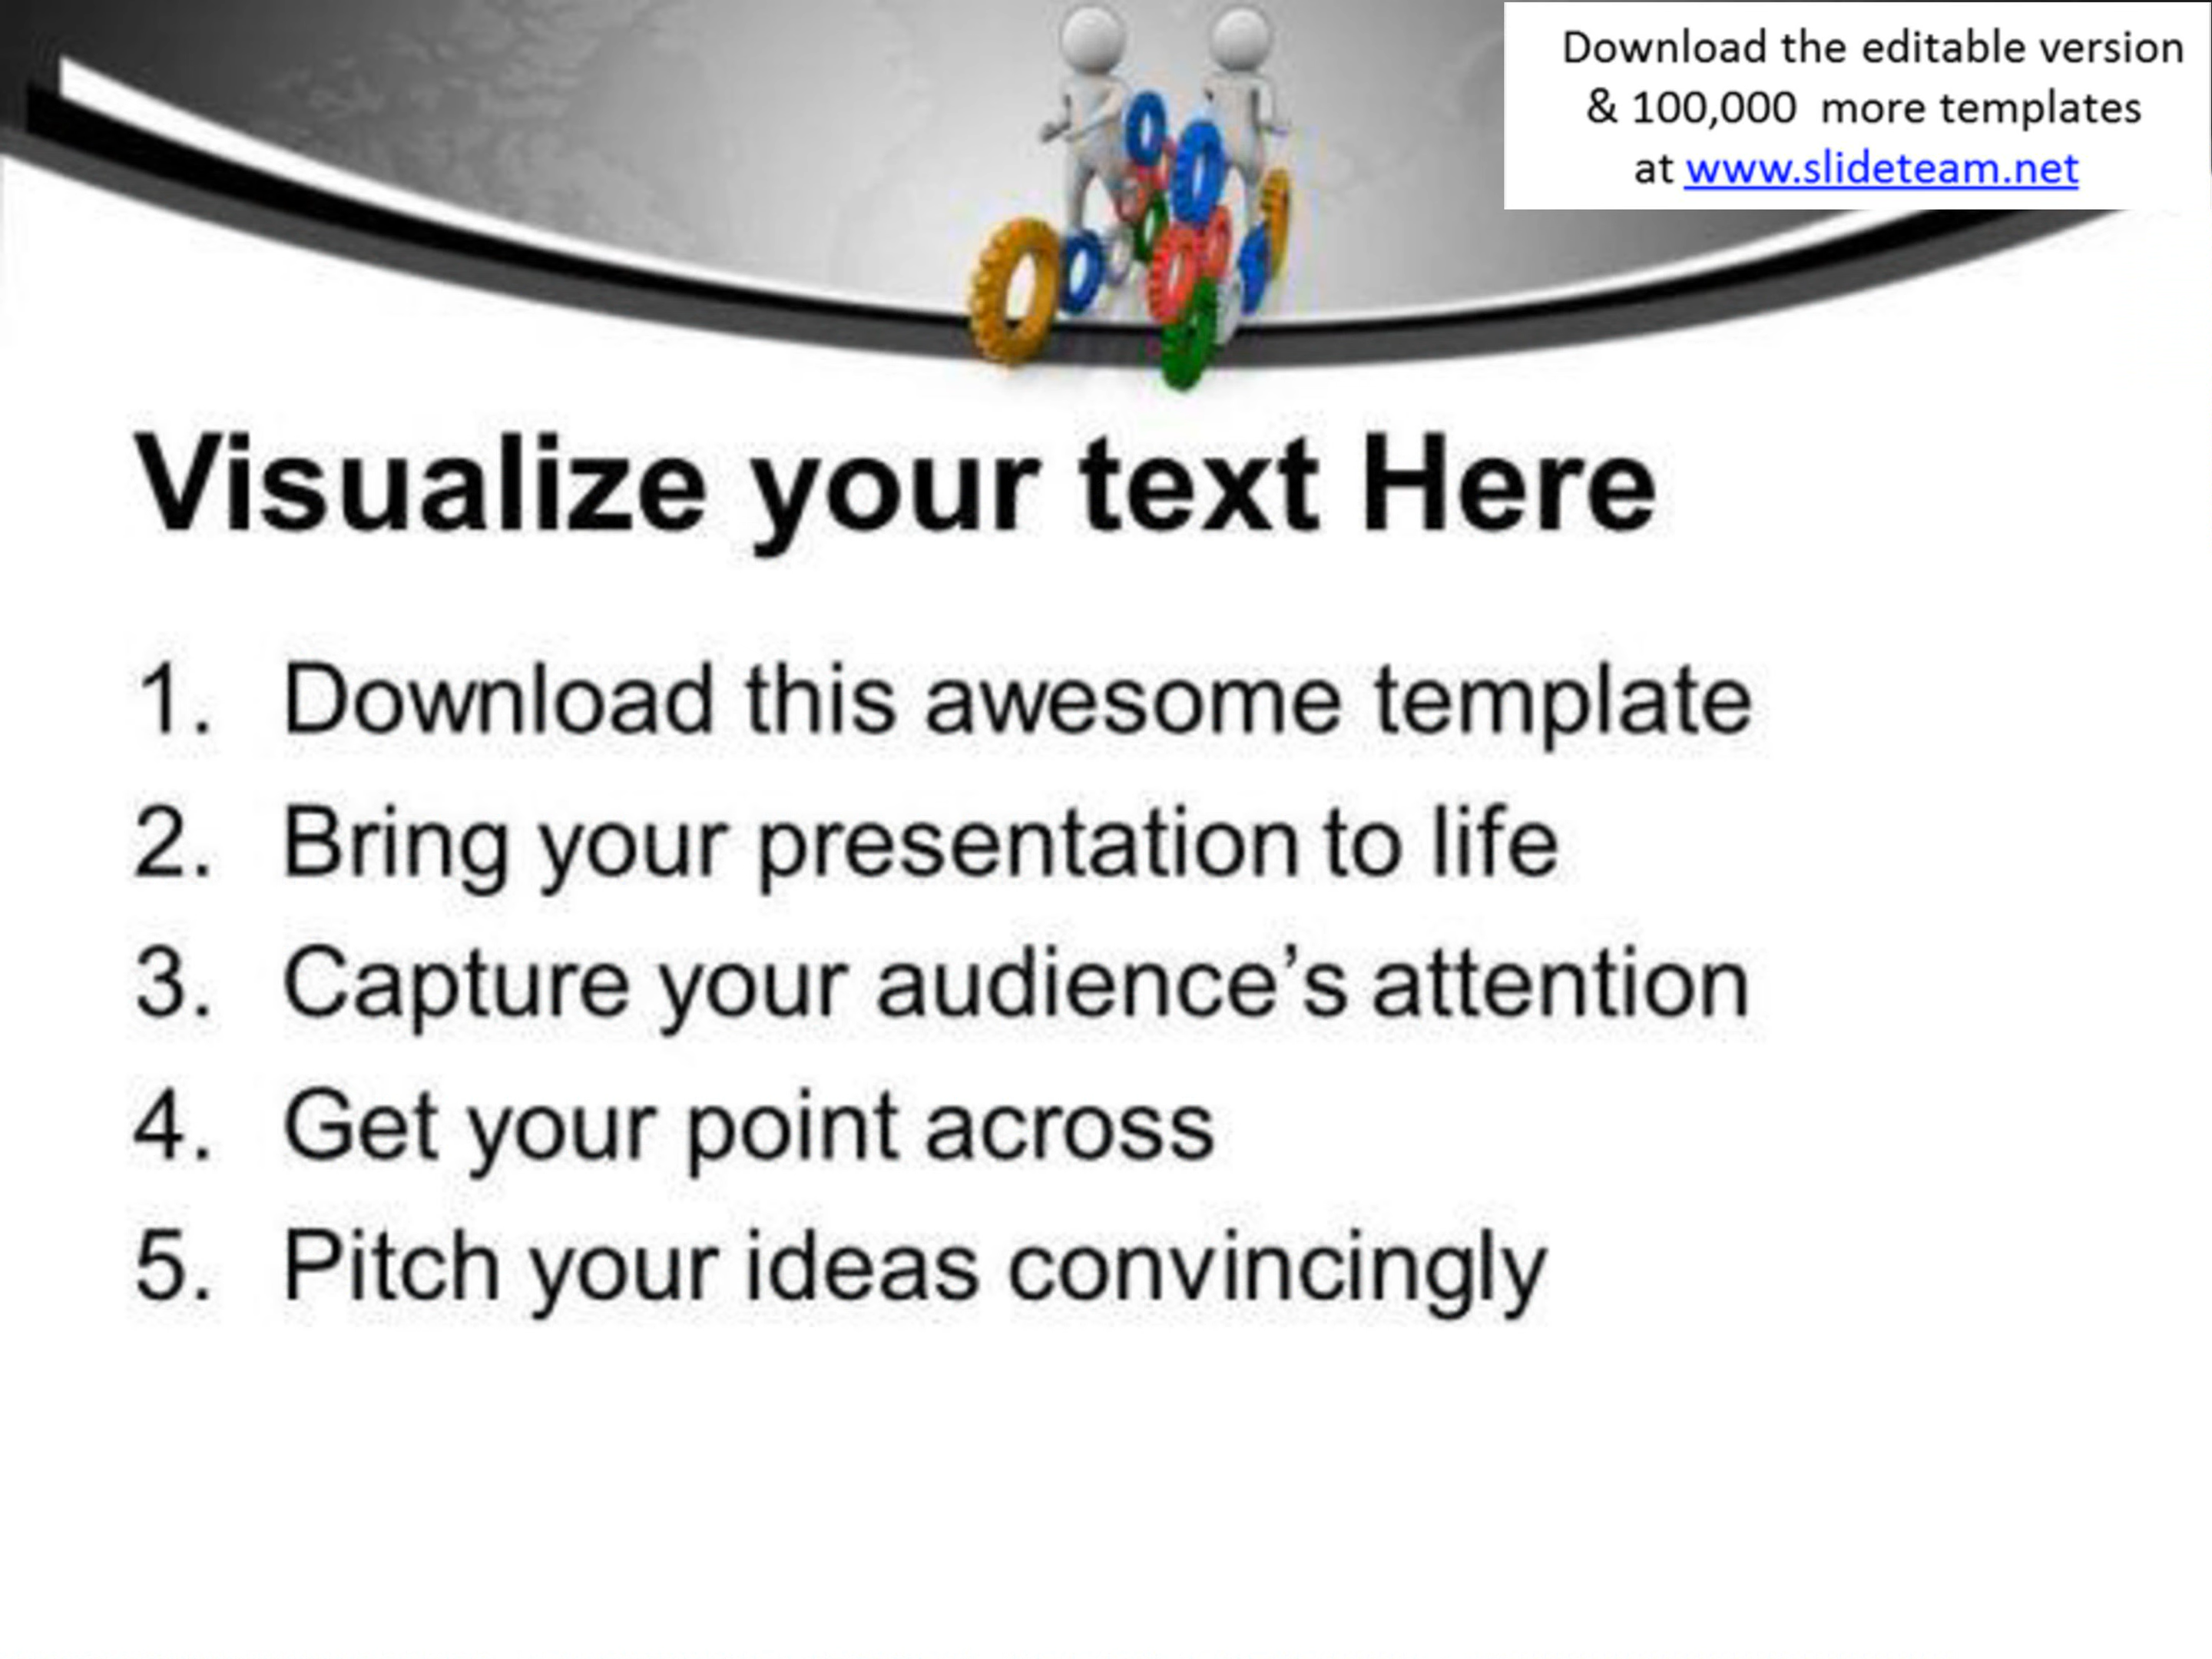 Download the editable version
& 100,000 more templates
at www.slideteam.net
Visualize your text Here
1. Download this awesome template
2. Bring your presentation to life
3. Capture your audience’s attention
4. Get your point across
5. Pitch your ideas convincingly